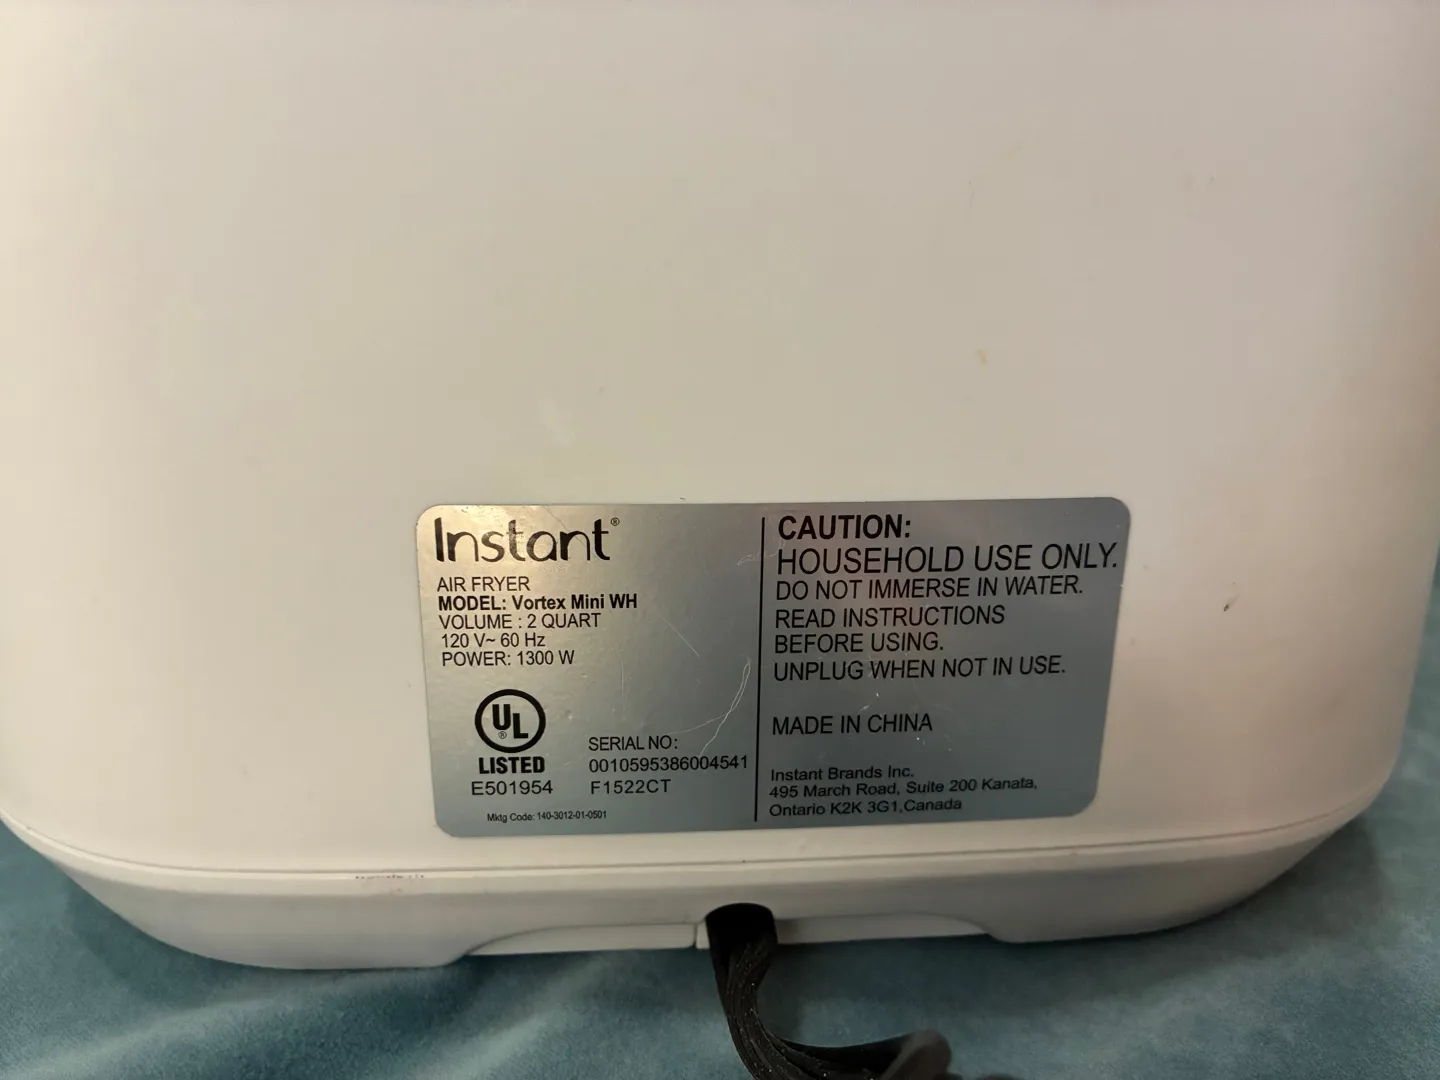 Instant®
AIR FRYER
MODEL: Vortex Mini WH
VOLUME : 2 QUART
120 V~ 60 Hz
POWER: 1300 W
UL®
LISTED
E501954
SERIAL NO:
0010595386004541
F1522CT
Mktg Code: 140-3012-01-0501
CAUTION:
HOUSEHOLD USE ONLY.
DO NOT IMMERSE IN WATER.
READ INSTRUCTIONS
BEFORE USING.
UNPLUG WHEN NOT IN USE.
MADE IN CHINA
Instant Brands Inc.
495 March Road, Suite 200 Kanata,
Ontario K2K 3G1,Canada